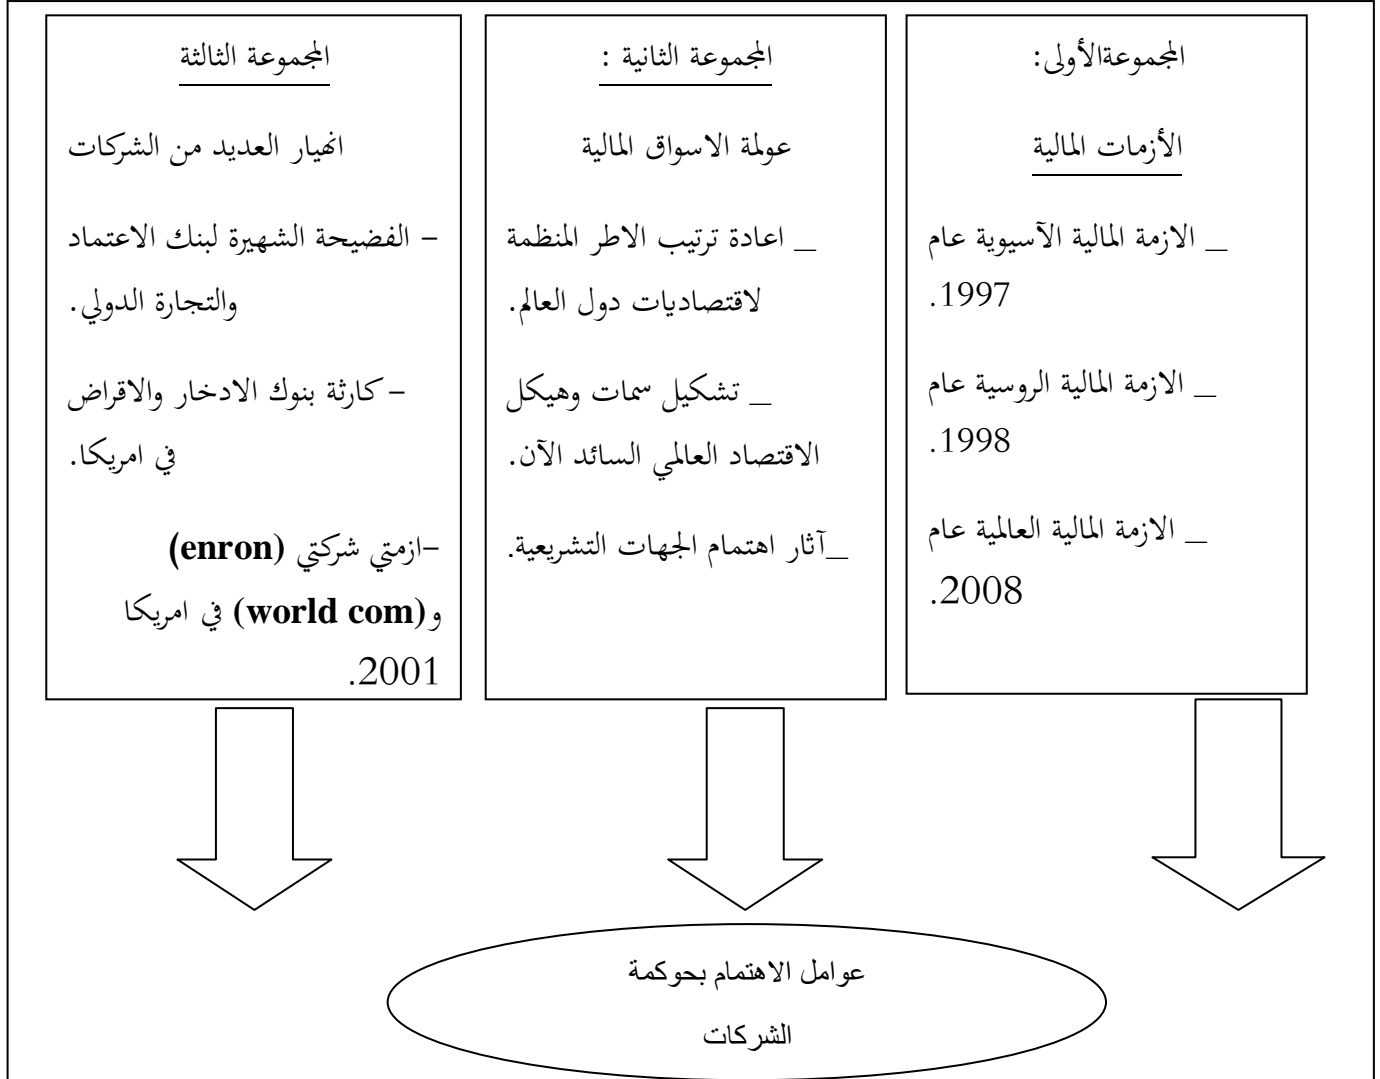 المجموعةالأولى:
الأزمات المالية
_ الازمة المالية الآسيوية عام
1997.
_ الازمة المالية الروسية عام
1998.
_ الازمة المالية العالمية عام
2008.
المجموعة الثانية :
عولمة الاسواق المالية
_ اعادة ترتيب الاطر المنظمة
لاقتصاديات دول العالم.
_ تشكيل سمات وهيكل
الاقتصاد العالمي السائد الآن.
_آثار اهتمام الجهات التشريعية.
المجموعة الثالثة
انهيار العديد من الشركات
– الفضيحة الشهيرة لبنك الاعتماد
والتجارة الدولي.
– كارثة بنوك الادخار والاقراض
في امريكا.
–ازمتي شركتي (enron)
و(world com) في امريكا
2001.
عوامل الاهتمام بحوكمة
الشركات